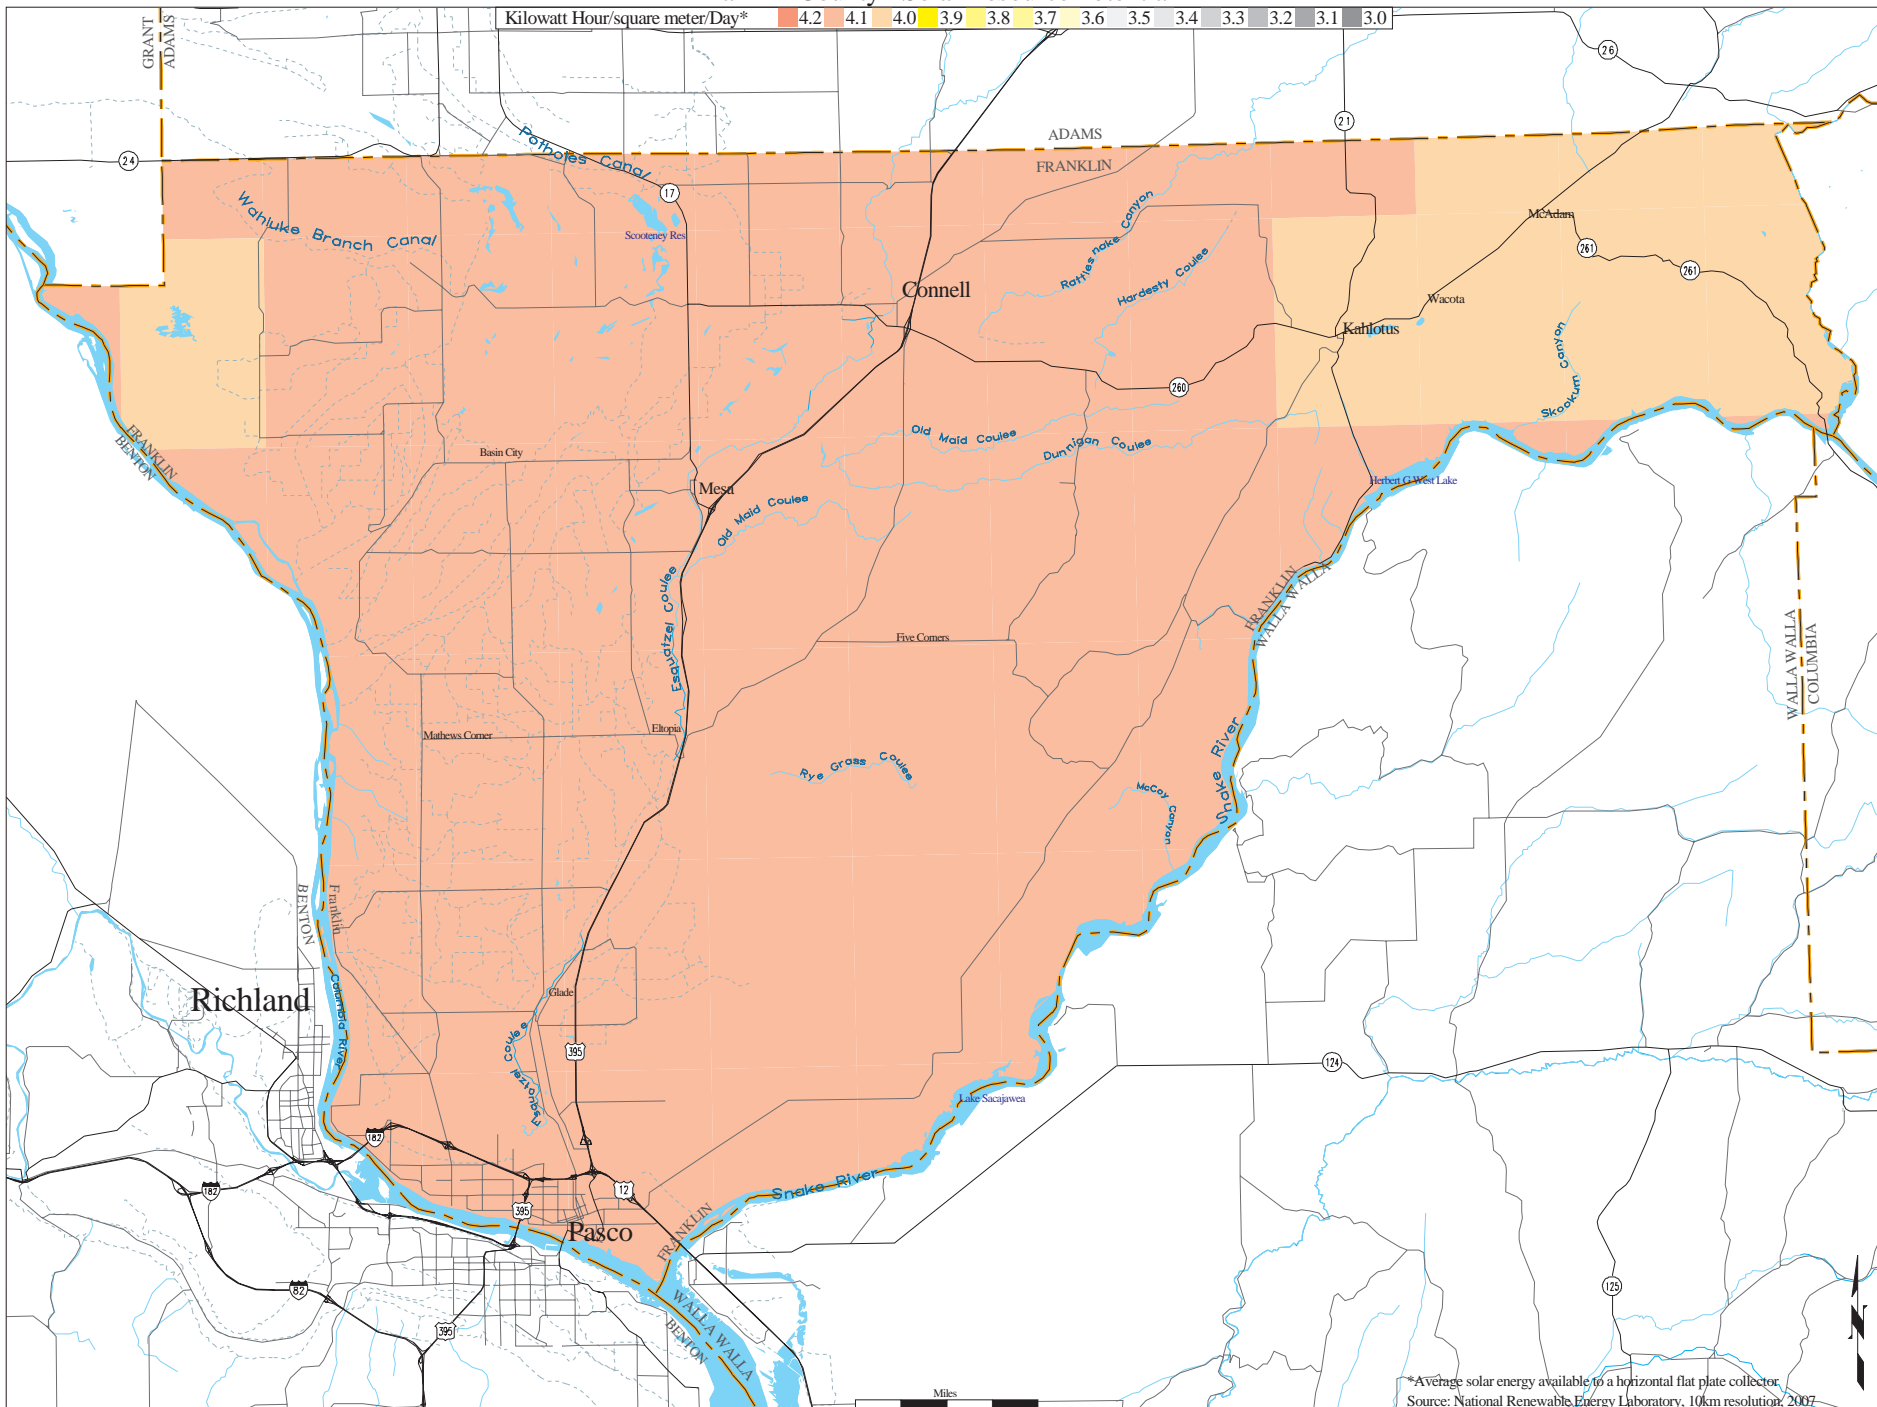 Kilowatt Hour/square meter/Day* 4.2 4.1 4.0 3.9 3.8 3.7 3.6 3.5 3.4 3.3 3.2 3.1 3.0
GRANT
ADAMS
26
21
24
ADAMS
FRANKLIN
Potholes Canal
17
Wahluke Branch Canal
Scooteney Res
Rattlesnake Canyon
Hardesty Coulee
McAdam
261
261
Connell
Wacota
Kahlotus
Skookum Canyon
260
FRANKLIN
BENTON
Basin City
Old Maid Coulee
Dunnigan Coulee
Mesa
Old Maid Coulee
Herbert G West Lake
Esquatzel Coulee
FRANKLIN
WALLA WALLA
Five Corners
WALLA WALLA
COLUMBIA
Mathews Corner
Eltopia
Rye Grass Coulee
McCoy Canyon
Snake River
Franklin
BENTON
Columbia River
Richland
Glade
Esquatzel Coulee
395
124
Lake Sacajawea
182
182
12
395
Snake River
Pasco
FRANKLIN
82
395
WALLA WALLA
BENTON
125
N
Miles
*Average solar energy available to a horizontal flat plate collector
Source: National Renewable Energy Laboratory, 10km resolution, 2007